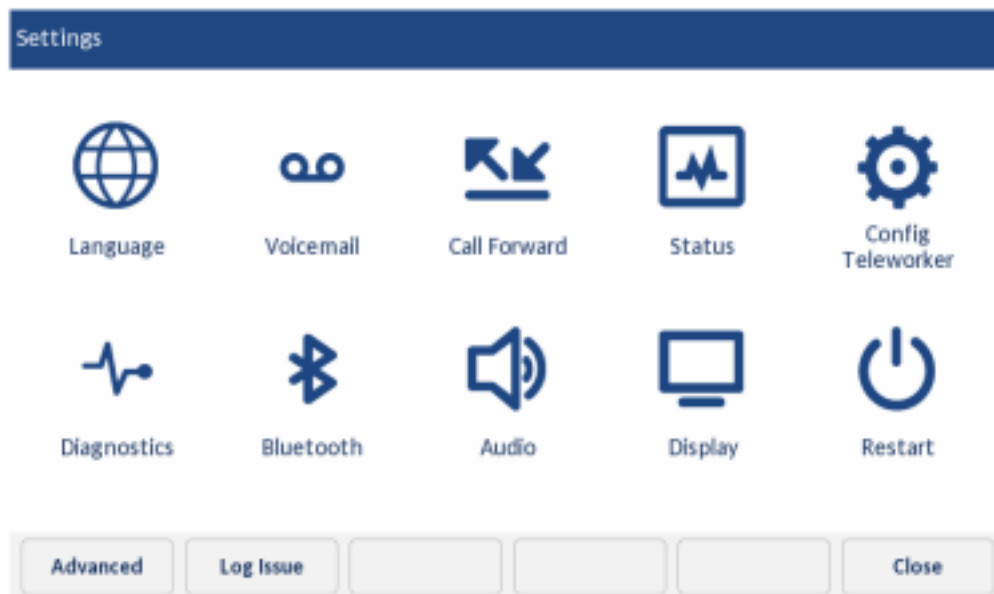 Settings
Language
Voicemail
Call Forward
Status
Config
Teleworker
Diagnostics
Bluetooth
Audio
Display
Restart
Advanced
Log Issue
Close